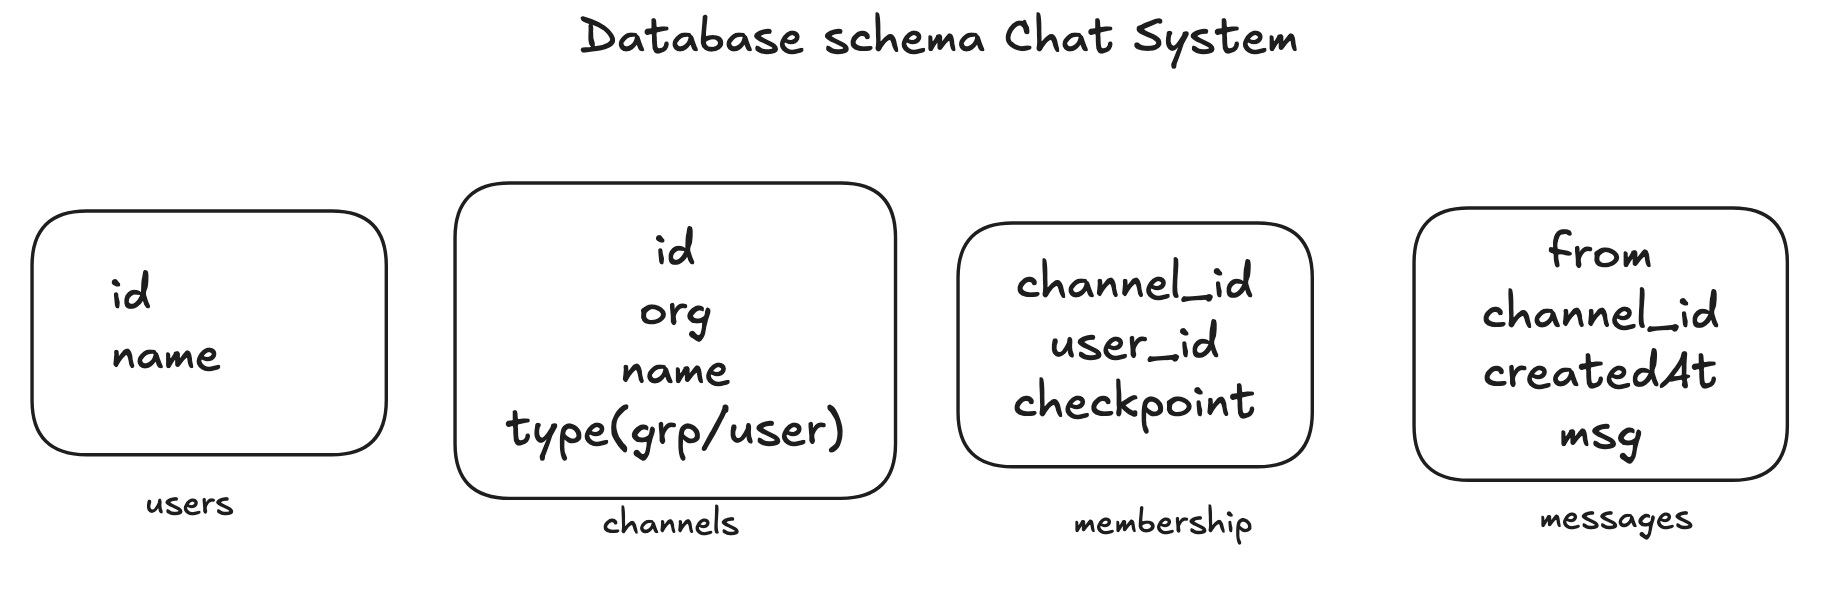 Database schema Chat System
id
name
users
id
org
name
type(grp/user)
channels
channel_id
user_id
checkpoint
membership
from
channel_id
createdAt
msg
messages